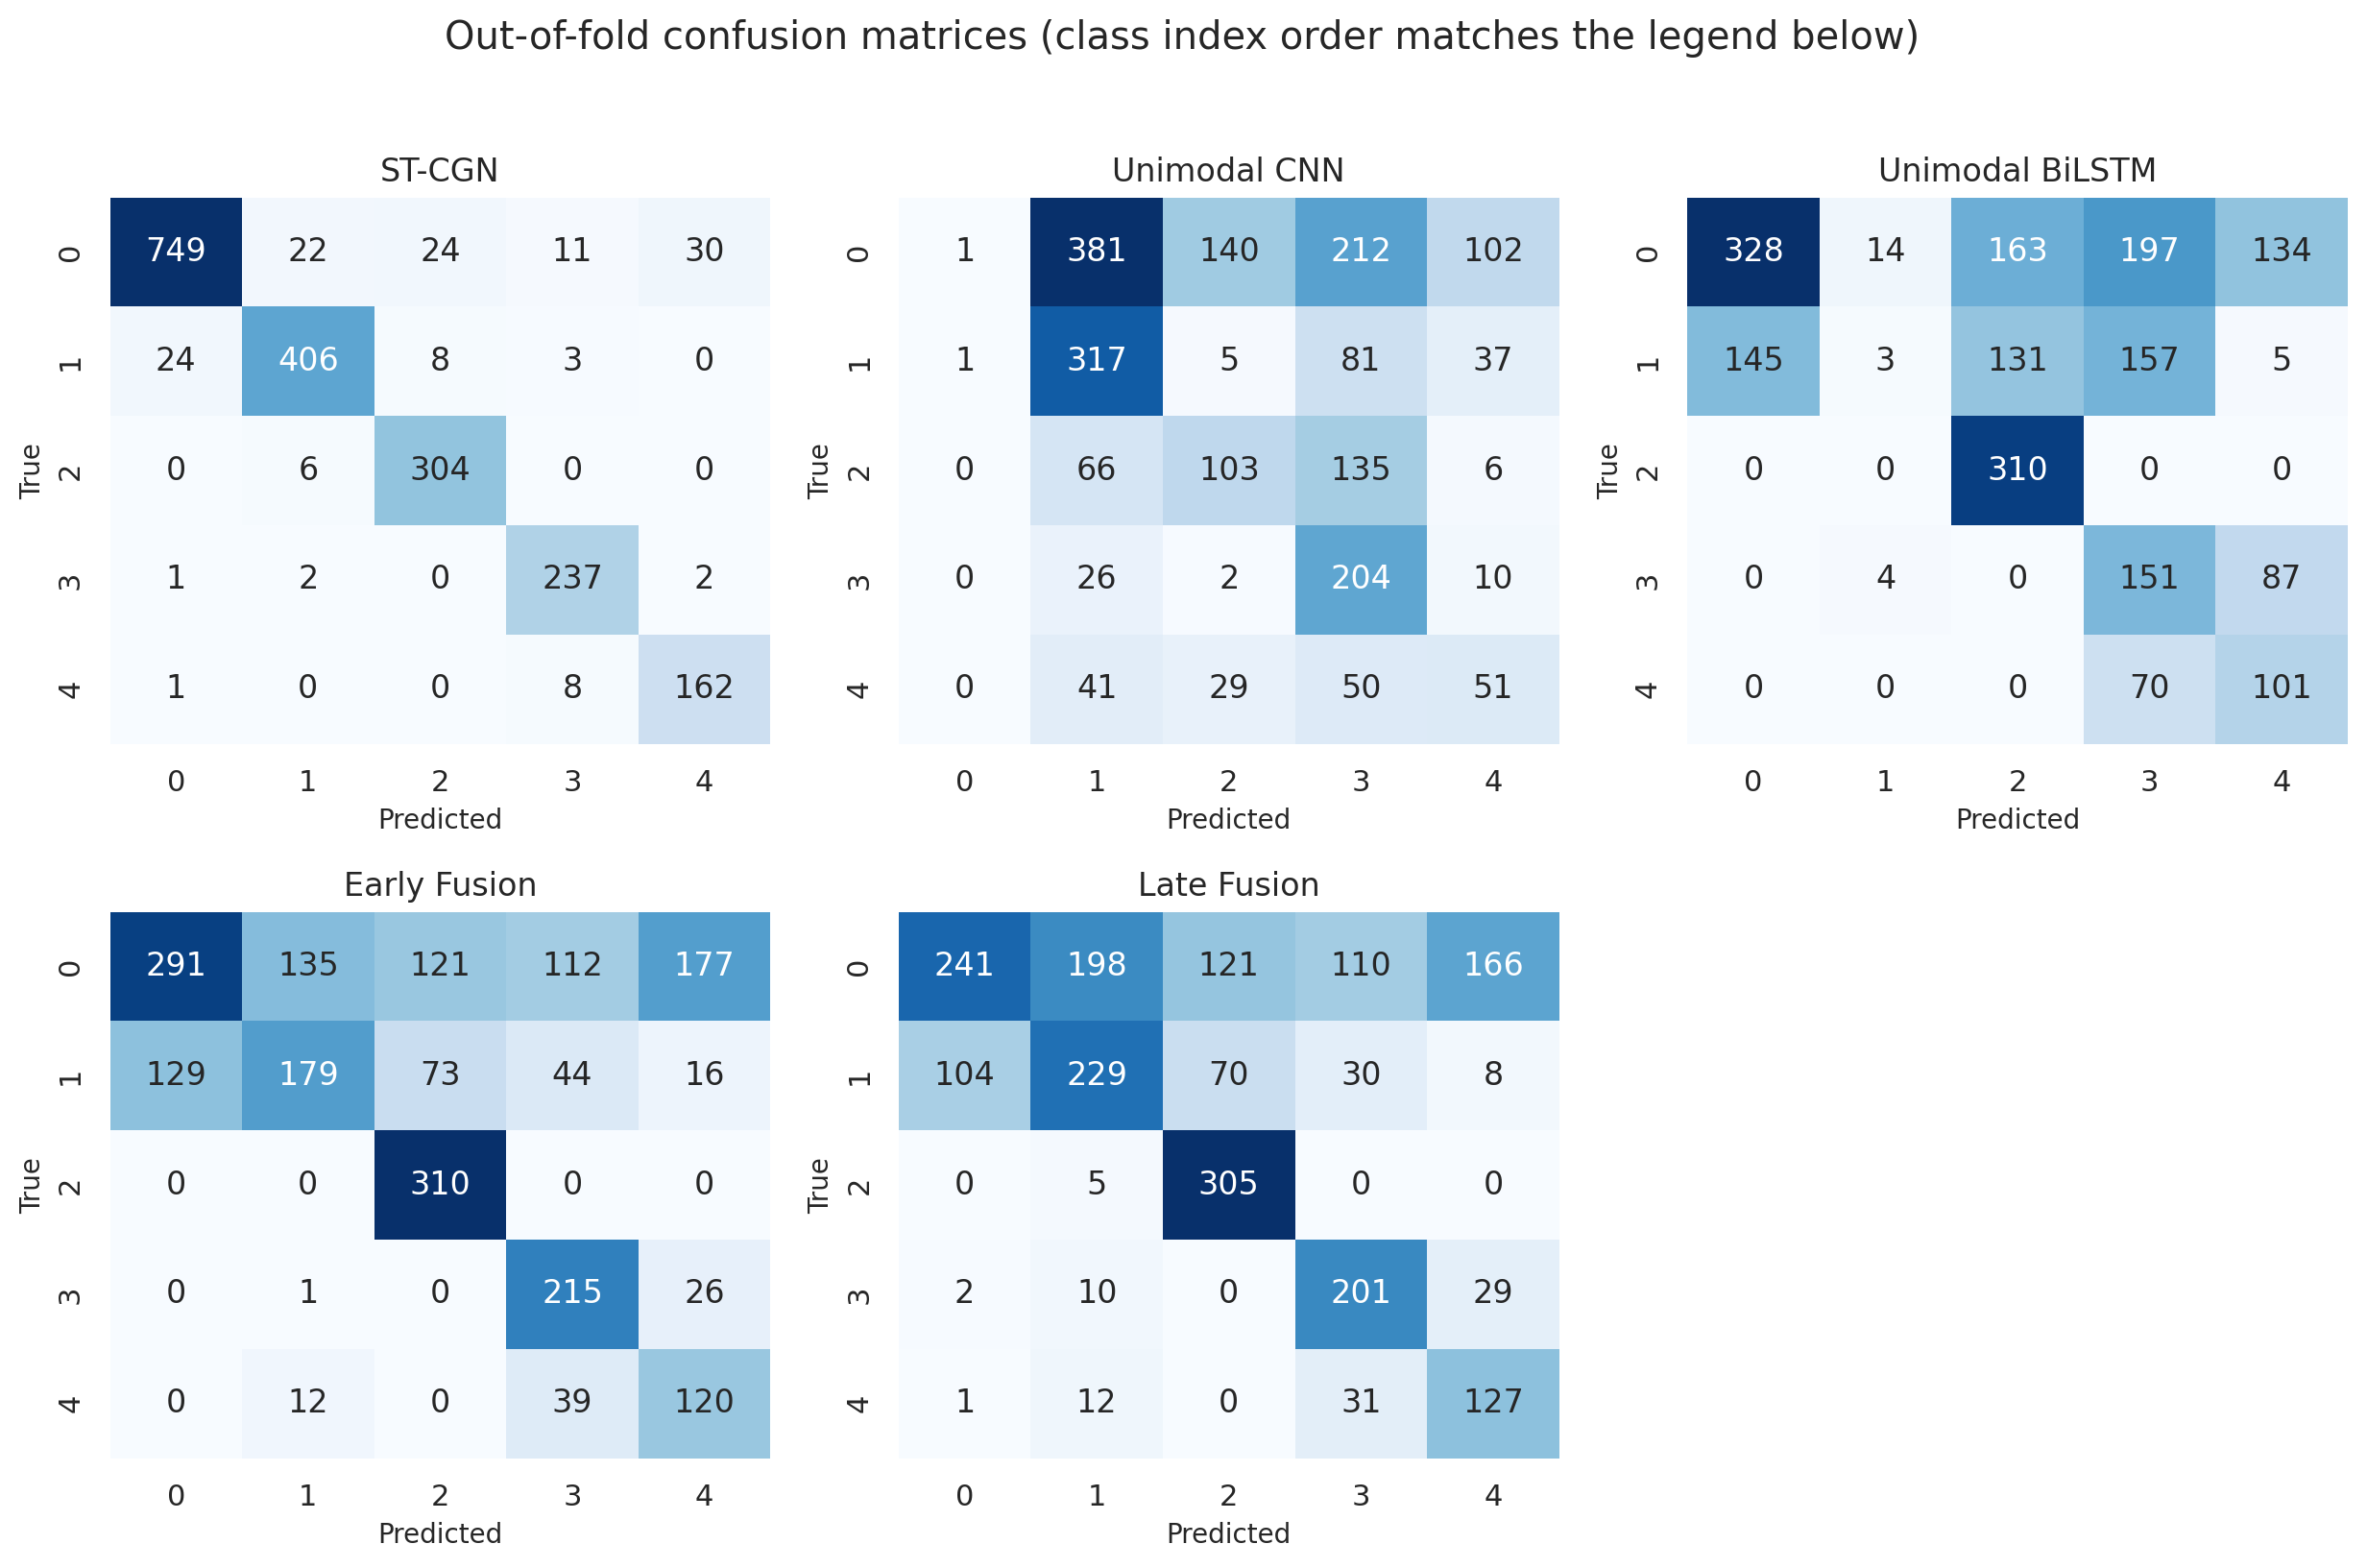 Out-of-fold confusion matrices (class index order matches the legend below)
ST-CGN
True
0 749 22 24 11 30
1 24 406 8 3 0
2 0 6 304 0 0
3 1 2 0 237 2
4 1 0 0 8 162
0 1 2 3 4
Predicted
Unimodal CNN
True
0 1 381 140 212 102
1 1 317 5 81 37
2 0 66 103 135 6
3 0 26 2 204 10
4 0 41 29 50 51
0 1 2 3 4
Predicted
Unimodal BiLSTM
True
0 328 14 163 197 134
1 145 3 131 157 5
2 0 0 310 0 0
3 0 4 0 151 87
4 0 0 0 70 101
0 1 2 3 4
Predicted
Early Fusion
True
0 291 135 121 112 177
1 129 179 73 44 16
2 0 0 310 0 0
3 0 1 0 215 26
4 0 12 0 39 120
0 1 2 3 4
Predicted
Late Fusion
True
0 241 198 121 110 166
1 104 229 70 30 8
2 0 5 305 0 0
3 2 10 0 201 29
4 1 12 0 31 127
0 1 2 3 4
Predicted